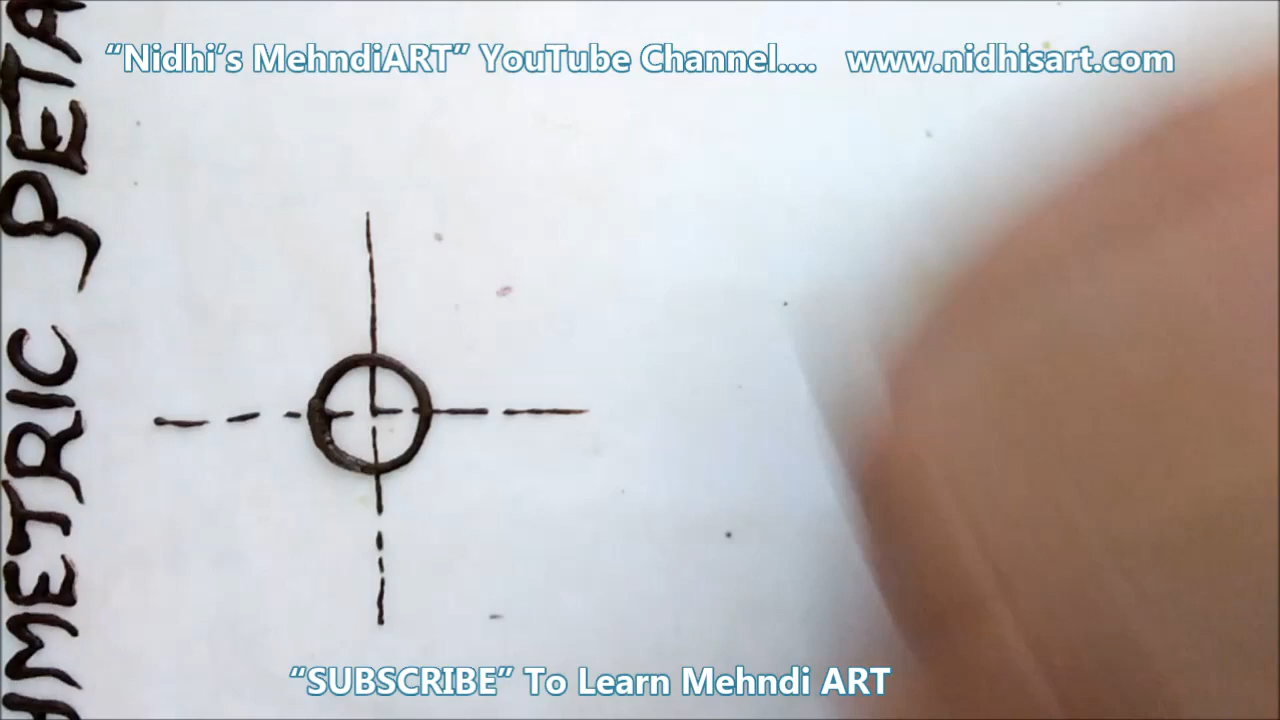 “Nidhi’s MehndiART” YouTube Channel.... www.nidhisart.com
METRIC PETA
“SUBSCRIBE” To Learn Mehndi ART